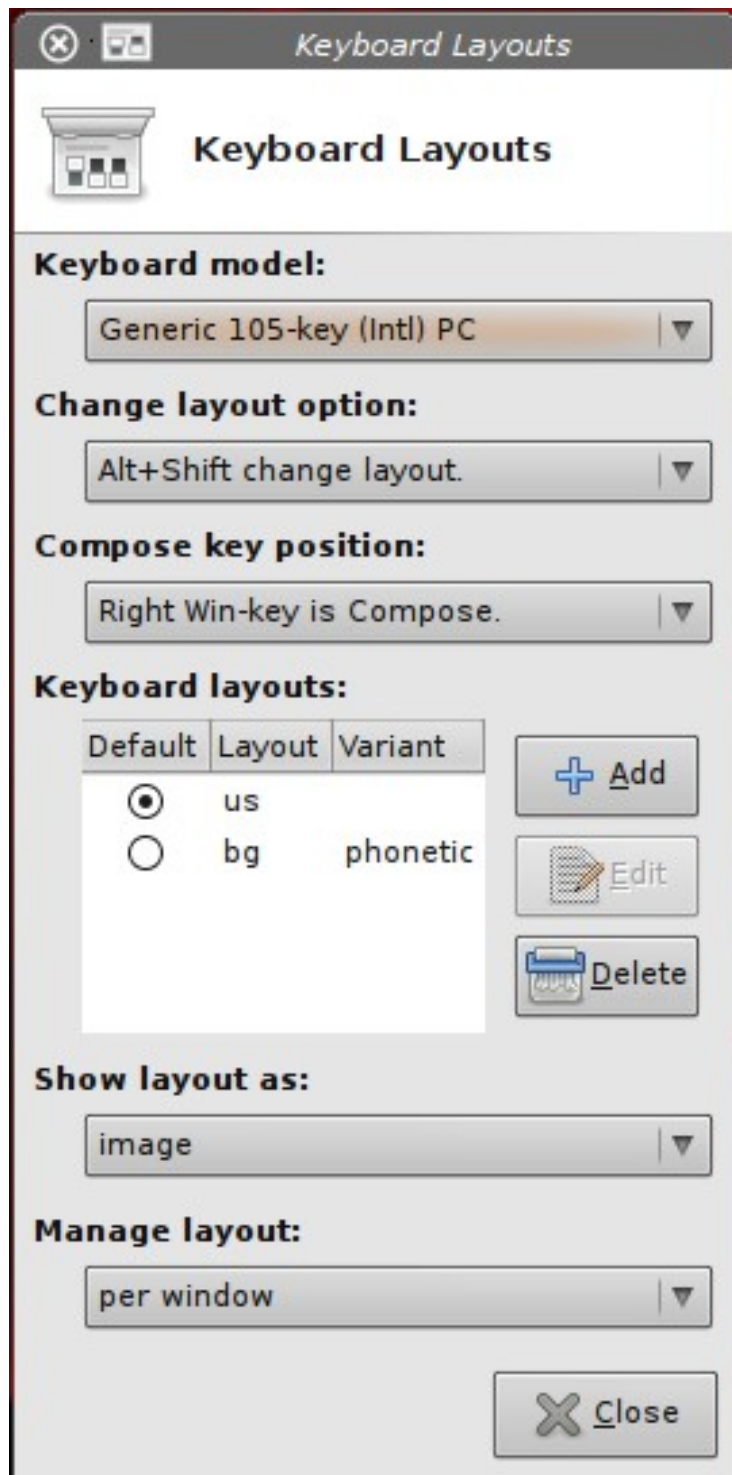 Keyboard Layouts
Keyboard Layouts
Keyboard model:
Generic 105-key (Intl) PC
Change layout option:
Alt+Shift change layout.
Compose key position:
Right Win-key is Compose.
Keyboard layouts:
Default Layout Variant
us
bg phonetic
Add
Edit
Delete
Show layout as:
image
Manage layout:
per window
Close